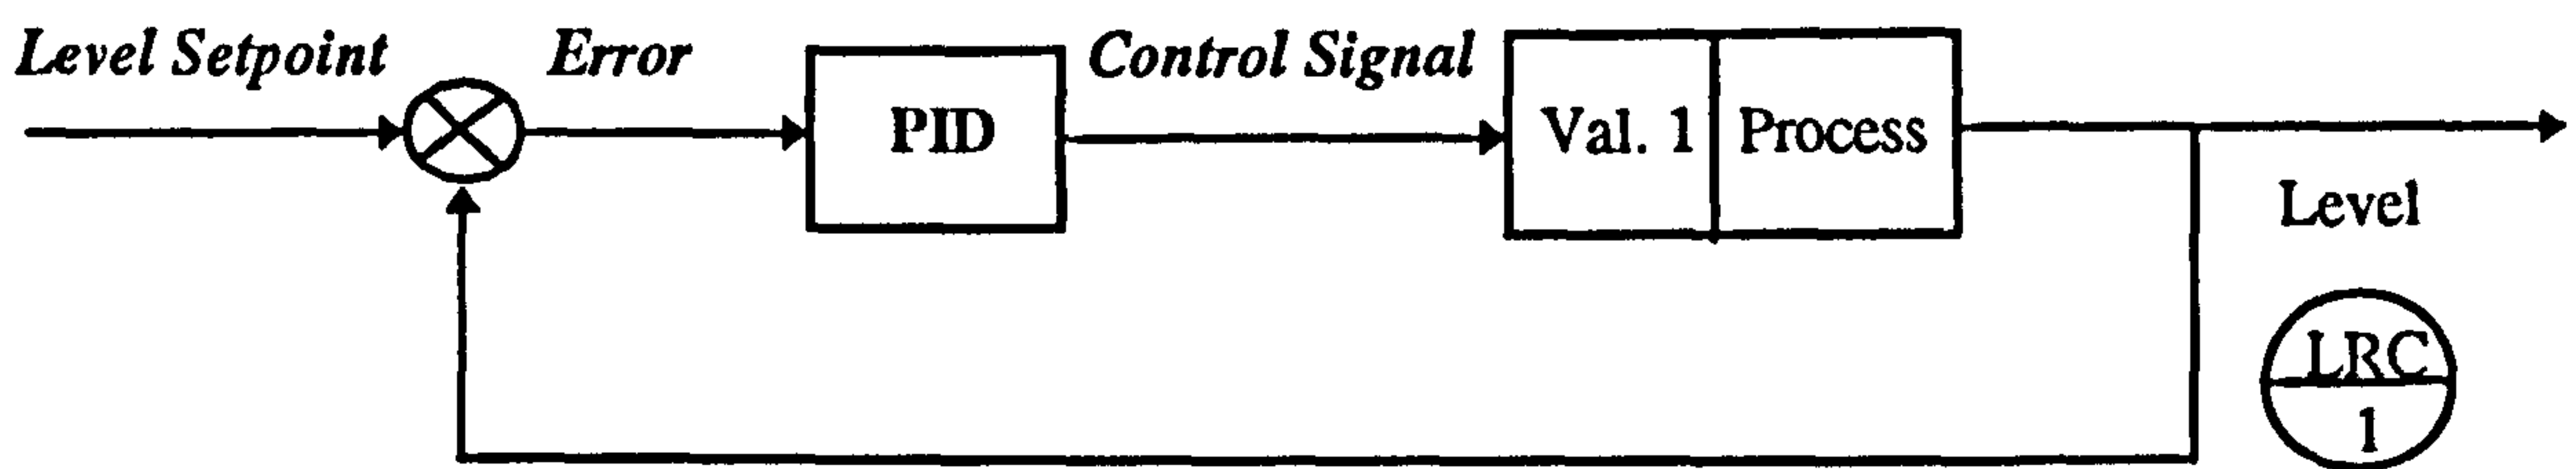 Level Setpoint
Error
PID
Control Signal
Val. 1
Process
Level
LRC
1